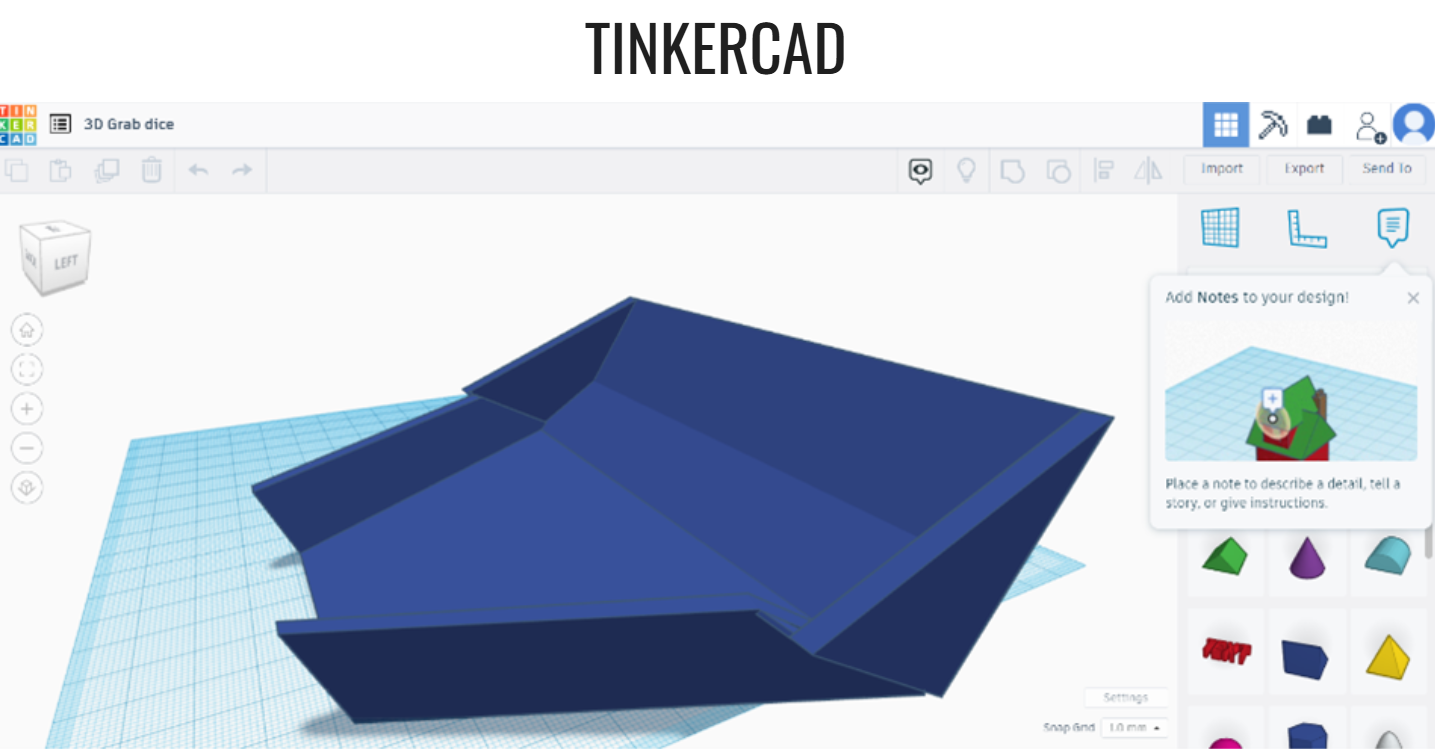 TINKERCAD
TIN
KER
CAD
3D Grab dice
Import
Export
Send To
LEFT
Add Notes to your design!
Place a note to describe a detail, tell a
story, or give instructions.
TEXT
Settings
Snap Grid
1.0 mm